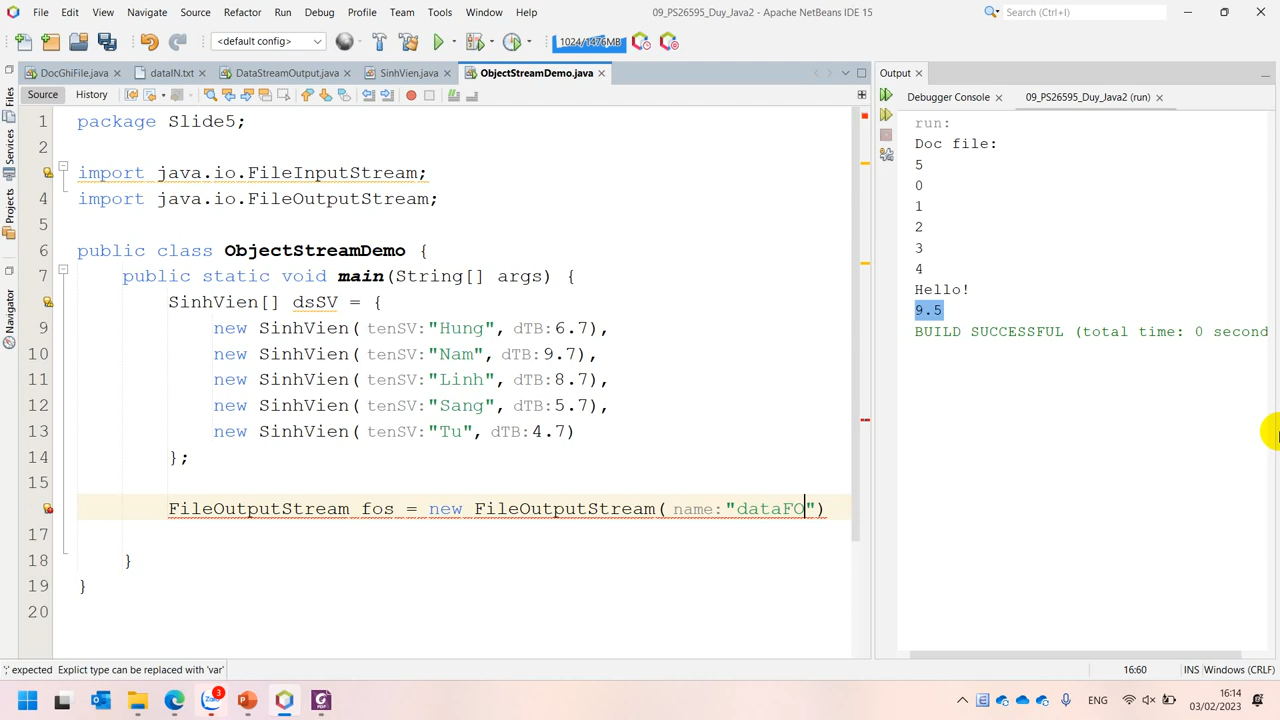 File Edit View Navigate Source Refactor Run Debug Profile Team Tools Window Help
09_PS26595_Duy_Java2 - Apache NetBeans IDE 15
Search (Ctrl+I)
<default config>
1024/1476MB
DocGhiFile.java dataIN.txt DataStreamOutput.java SinhVien.java ObjectStreamDemo.java
Output
Source History
Debugger Console 09_PS26595_Duy_Java2 (run)
Files
Services
Projects
Navigator
1 package Slide5;
2
import java.io.FileInputStream;
4 import java.io.FileOutputStream;
5
6 public class ObjectStreamDemo {
7 public static void main(String[] args) {
SinhVien[] dsSV = {
9 new SinhVien(tenSV:"Hung", dTB:6.7),
10 new SinhVien(tenSV:"Nam", dTB:9.7),
11 new SinhVien(tenSV:"Linh", dTB:8.7),
12 new SinhVien(tenSV:"Sang", dTB:5.7),
13 new SinhVien(tenSV:"Tu", dTB:4.7)
14 };
15
FileOutputStream fos = new FileOutputStream(name:"dataFO")
17
18 }
19 }
20
run:
Doc file:
5
0
1
2
3
4
Hello!
9.5
BUILD SUCCESSFUL (total time: 0 second
';' expected Explict type can be replaced with 'var'
16:60 INS Windows (CRLF)
Zalo 3
PDF
ENG
16:14
03/02/2023